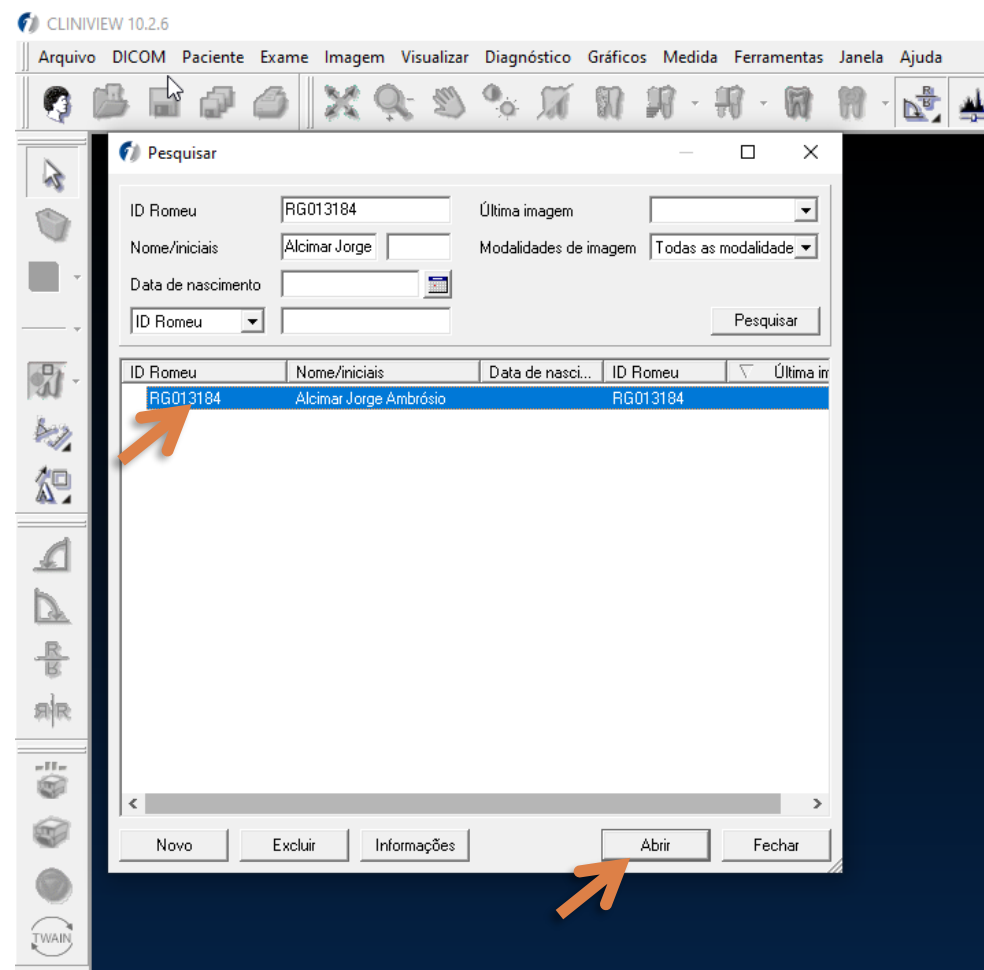 CLINIVIEW 10.2.6
Arquivo DICOM Paciente Exame Imagem Visualizar Diagnóstico Gráficos Medida Ferramentas Janela Ajuda
Pesquisar
ID Romeu RG013184 Última imagem
Nome/iniciais Alcimar Jorge Modalidades de imagem Todas as modalidade
Data de nascimento
ID Romeu Pesquisar
ID Romeu Nome/iniciais Data de nasci... ID Romeu Última im
RG013184 Alcimar Jorge Ambrósio RG013184
Novo Excluir Informações Abrir Fechar
TWAIN